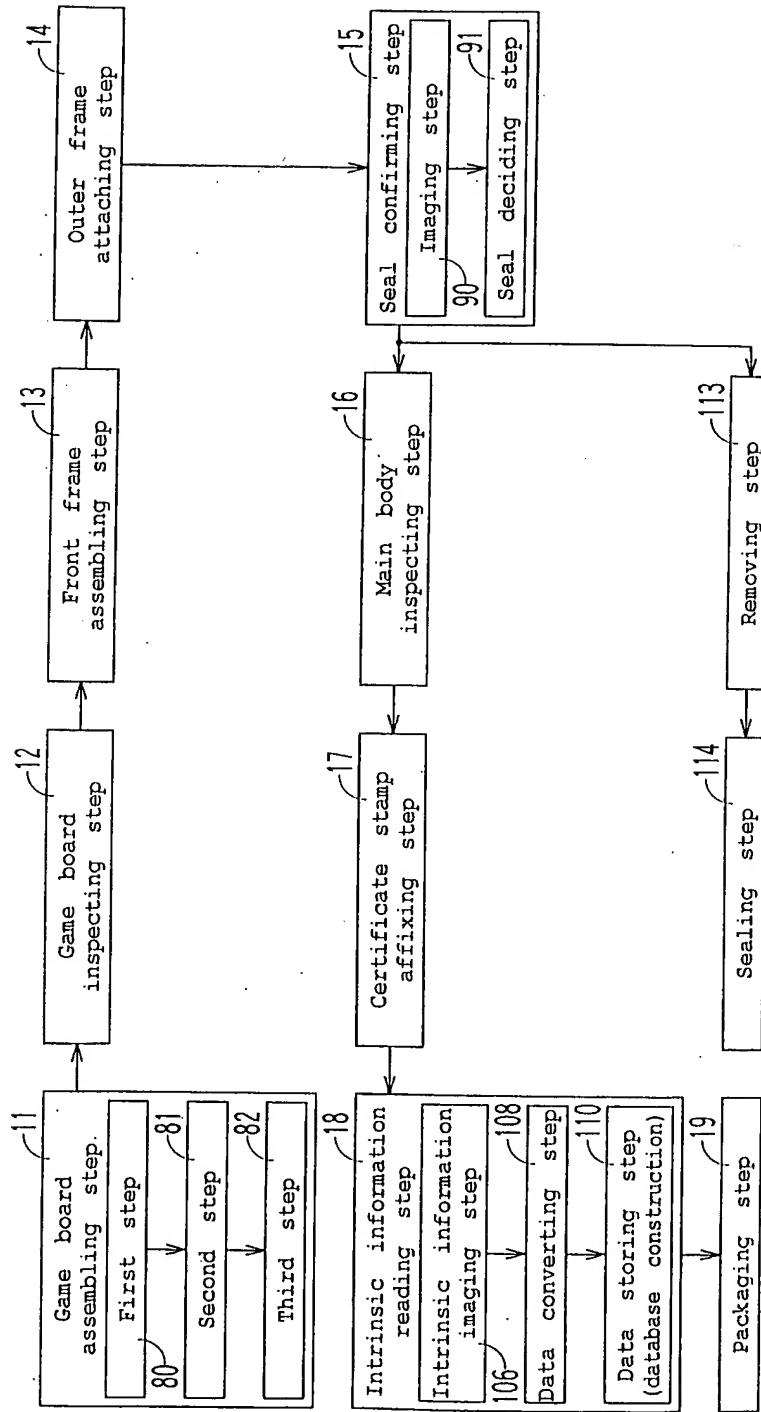 11
Game board
assembling step.
First step
80
81
Second step
82
Third step
12
Game board
inspecting step
13
Front frame
assembling step
14
Outer frame
attaching step
15
Seal confirming step
Imaging step
90
91
Seal deciding step
16
Main body
inspecting step
17
Certificate stamp
affixing step
18
Intrinsic information
reading step
Intrinsic information
imaging step
106
108
Data converting step
110
Data storing step
(database construction)
19
Packaging step
113
Removing step
114
Sealing step